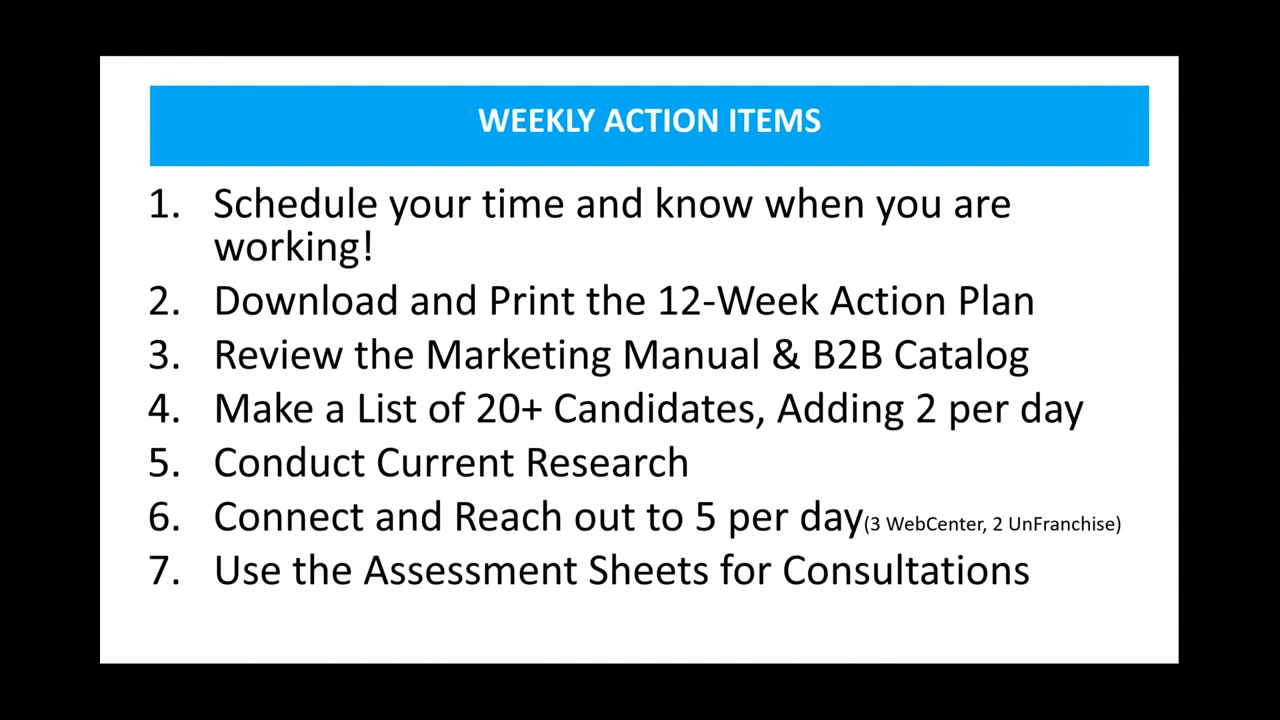 WEEKLY ACTION ITEMS
1. Schedule your time and know when you are
working!
2. Download and Print the 12-Week Action Plan
3. Review the Marketing Manual & B2B Catalog
4. Make a List of 20+ Candidates, Adding 2 per day
5. Conduct Current Research
6. Connect and Reach out to 5 per day(3 WebCenter, 2 UnFranchise)
7. Use the Assessment Sheets for Consultations